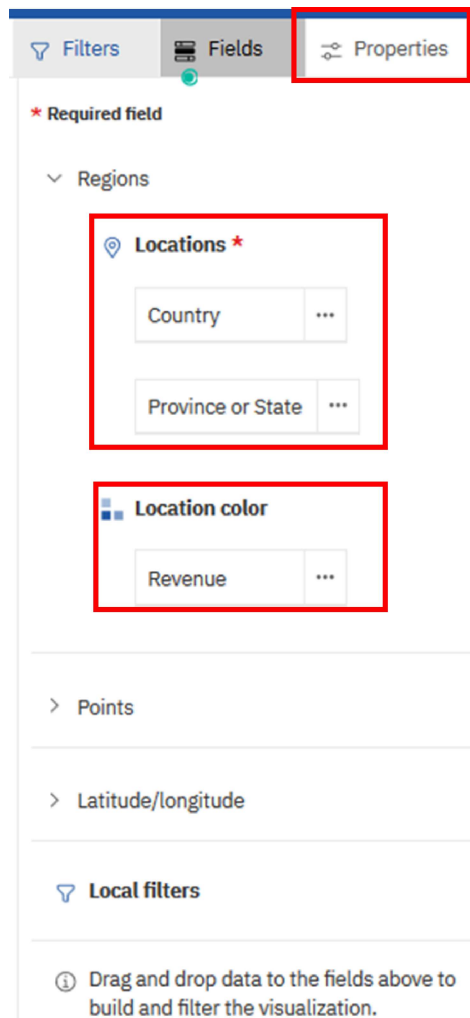 Filters Fields Properties
* Required field
Regions
Locations *
Country ...
Province or State ...
Location color
Revenue ...
Points
Latitude/longitude
Local filters
Drag and drop data to the fields above to
build and filter the visualization.